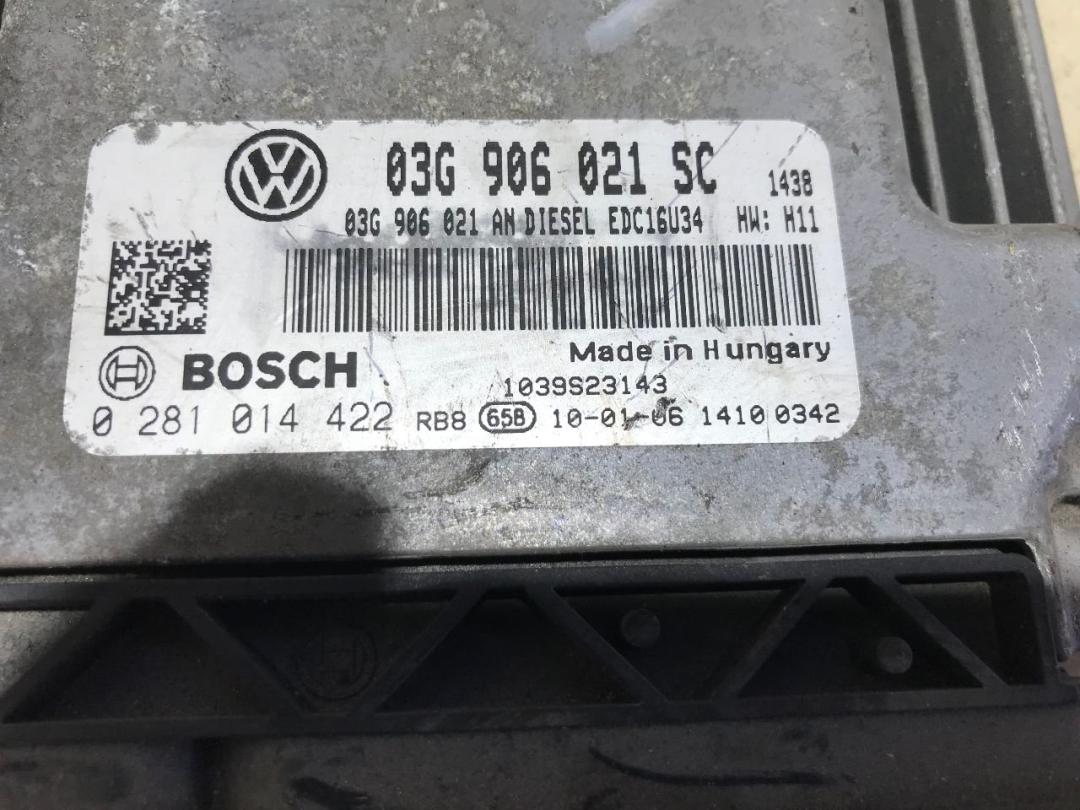 03G 906 021 SC 1438
03G 906 021 AN DIESEL EDC16U34 HW: H11
Made in Hungary
BOSCH
1039S23143
0 281 014 422 RB8 65B 10-01-06 1410 0342